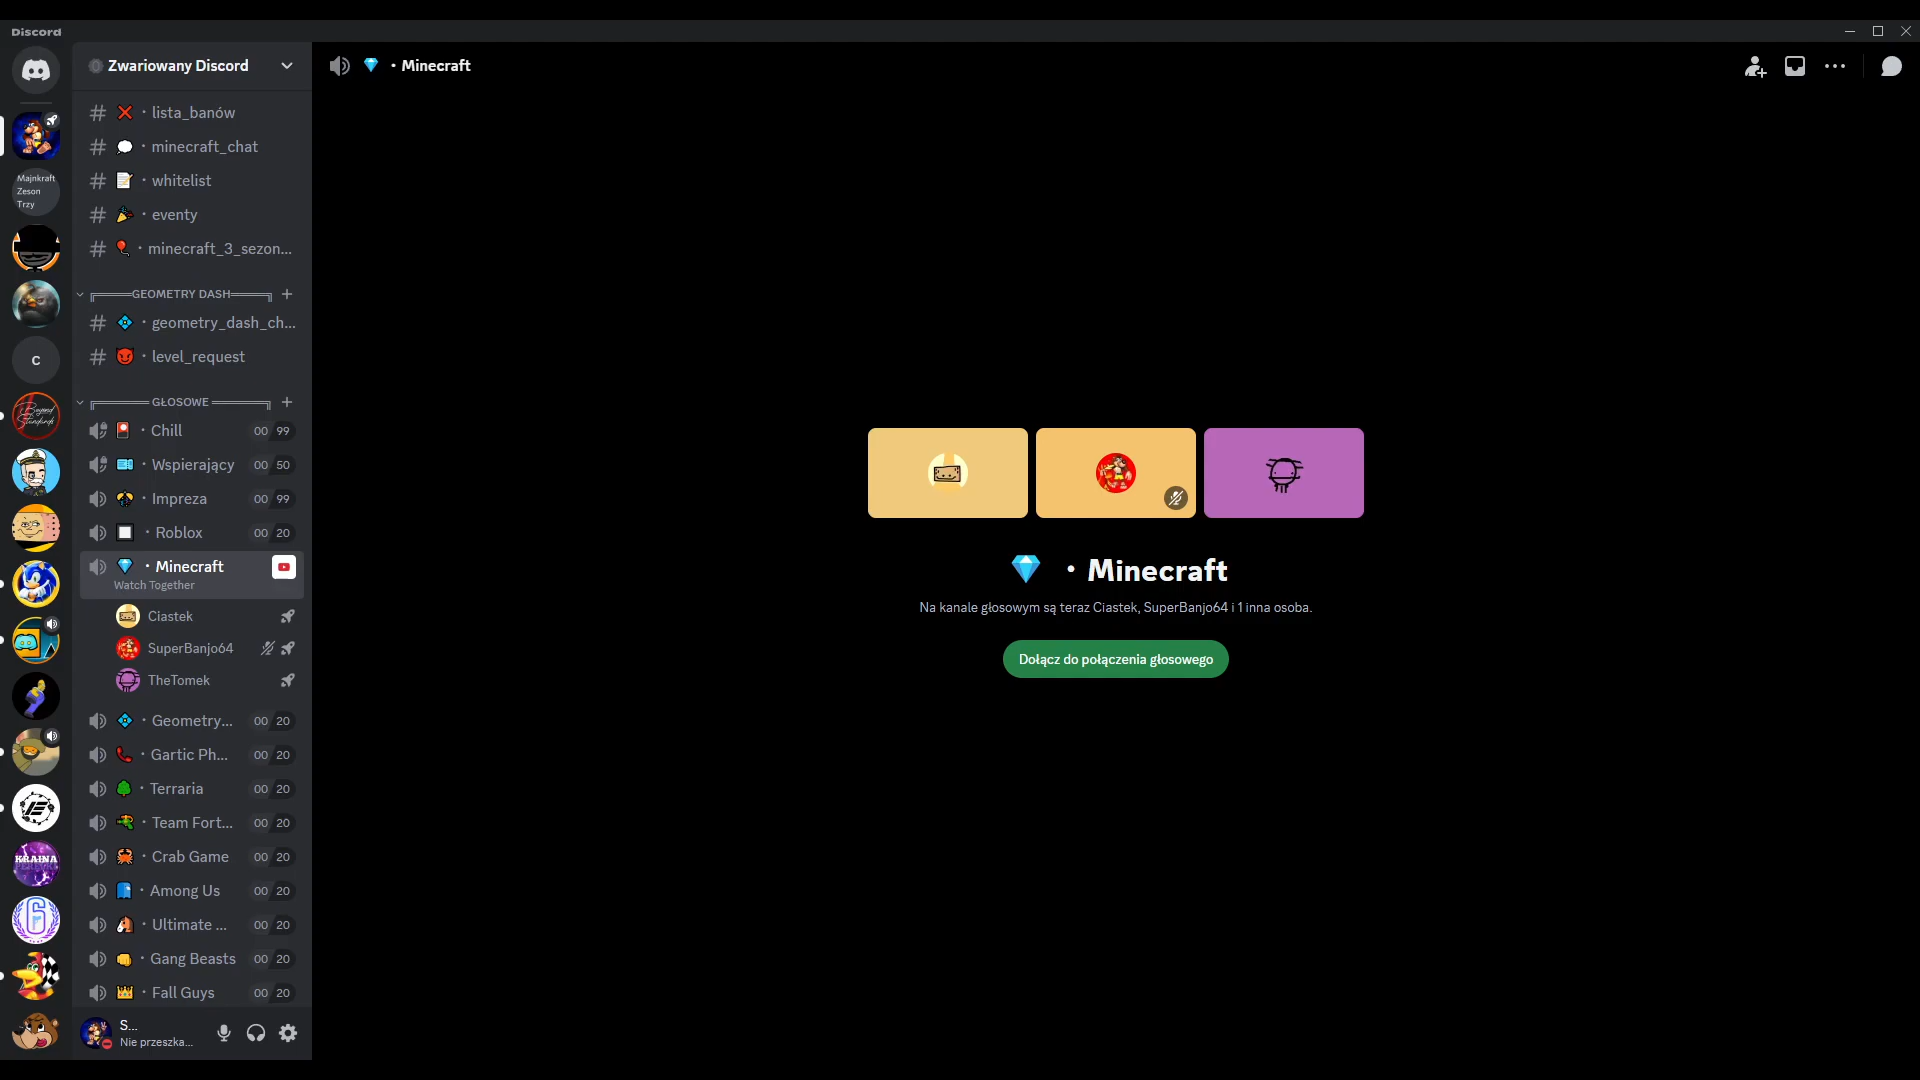 Discord
Zwariowany Discord
• Minecraft
• lista_banów
• minecraft_chat
• whitelist
• eventy
• minecraft_3_sezon...
╔════GEOMETRY DASH════╗
• geometry_dash_ch...
• level_request
╔══════ GŁOSOWE ══════╗
• Chill 00 99
• Wspierający 00 50
• Impreza 00 99
• Roblox 00 20
• Minecraft
Watch Together
Ciastek
SuperBanjo64
TheTomek
• Geometry... 00 20
• Gartic Ph... 00 20
• Terraria 00 20
• Team Fort... 00 20
• Crab Game 00 20
• Among Us 00 20
• Ultimate ... 00 20
• Gang Beasts 00 20
• Fall Guys 00 20
S...
Nie przeszka...
Majnkraft
Zeson
Trzy
C
Beyond
Standards
KRAINA
6
• Minecraft
Na kanale głosowym są teraz Ciastek, SuperBanjo64 i 1 inna osoba.
Dołącz do połączenia głosowego